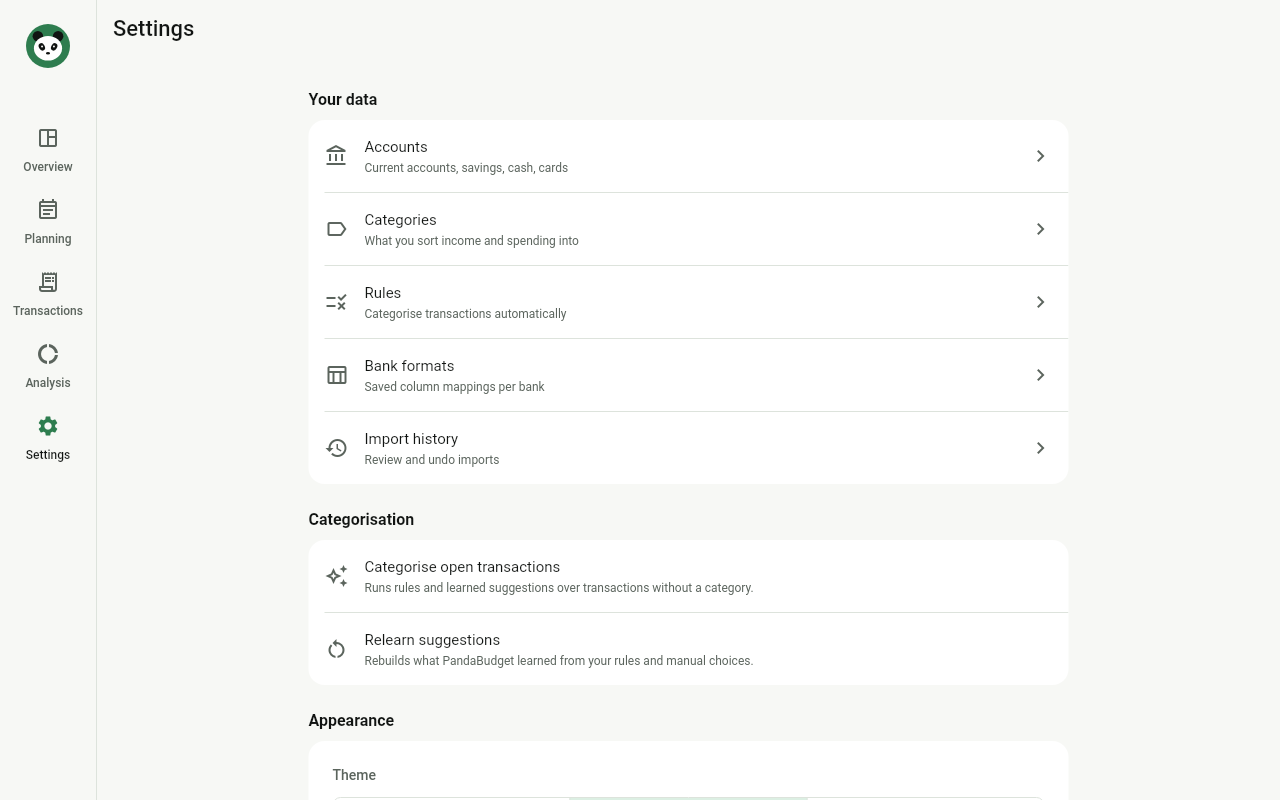 Settings
Overview
Planning
Transactions
Analysis
Settings
Your data
Accounts
Current accounts, savings, cash, cards
Categories
What you sort income and spending into
Rules
Categorise transactions automatically
Bank formats
Saved column mappings per bank
Import history
Review and undo imports
Categorisation
Categorise open transactions
Runs rules and learned suggestions over transactions without a category.
Relearn suggestions
Rebuilds what PandaBudget learned from your rules and manual choices.
Appearance
Theme